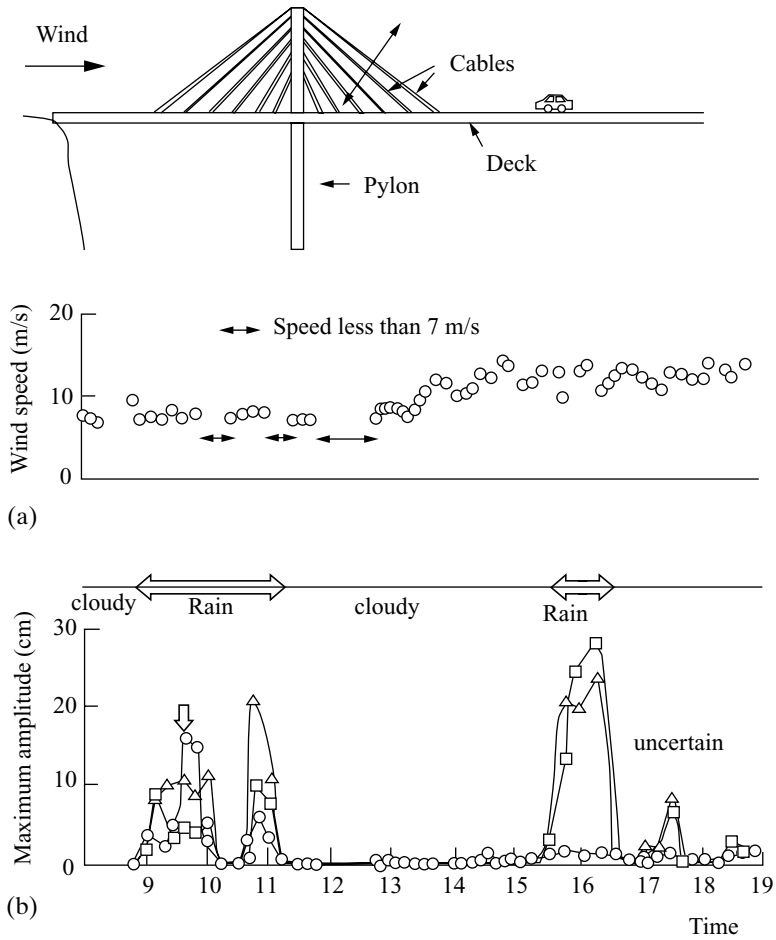 Wind
Cables
Deck
Pylon
20
Speed less than 7 m/s
10
0
Wind speed (m/s)
(a)
cloudy
Rain
cloudy
Rain
30
20
uncertain
10
0
Maximum amplitude (cm)
9 10 11 12 13 14 15 16 17 18 19
(b)
Time